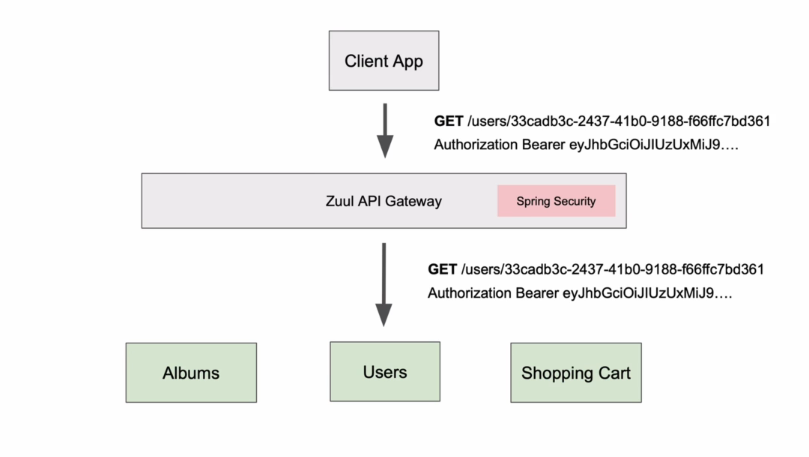 Client App
GET /users/33cadb3c-2437-41b0-9188-f66ffc7bd361
Authorization Bearer eyJhbGciOiJIUzUxMiJ9....
Zuul API Gateway
Spring Security
GET /users/33cadb3c-2437-41b0-9188-f66ffc7bd361
Authorization Bearer eyJhbGciOiJIUzUxMiJ9....
Albums
Users
Shopping Cart